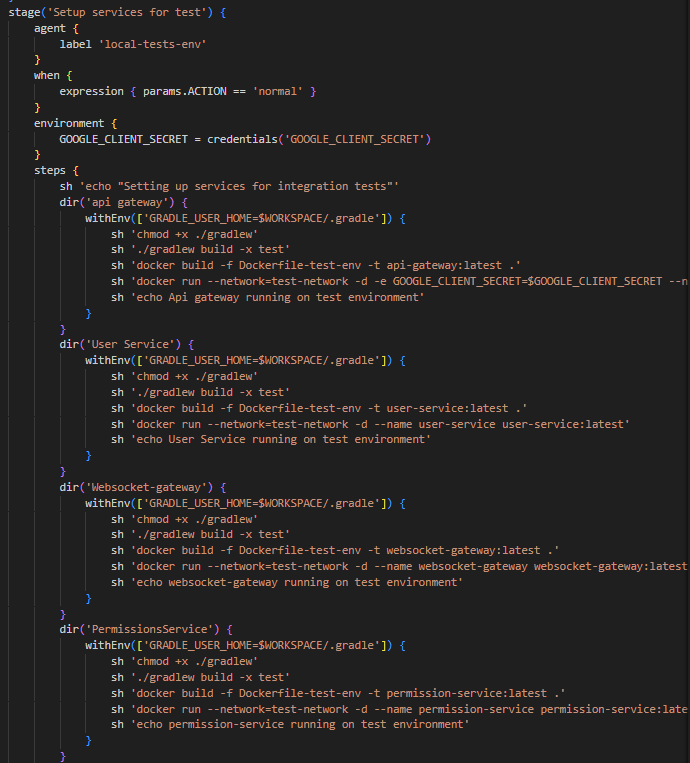 stage('Setup services for test') {
agent {
label 'local-tests-env'
}
when {
expression { params.ACTION == 'normal' }
}
environment {
GOOGLE_CLIENT_SECRET = credentials('GOOGLE_CLIENT_SECRET')
}
steps {
sh 'echo "Setting up services for integration tests"'
dir('api gateway') {
withEnv(['GRADLE_USER_HOME=$WORKSPACE/.gradle']) {
sh 'chmod +x ./gradlew'
sh './gradlew build -x test'
sh 'docker build -f Dockerfile-test-env -t api-gateway:latest .'
sh 'docker run --network=test-network -d -e GOOGLE_CLIENT_SECRET=$GOOGLE_CLIENT_SECRET --n
sh 'echo Api gateway running on test environment'
}
}
dir('User Service') {
withEnv(['GRADLE_USER_HOME=$WORKSPACE/.gradle']) {
sh 'chmod +x ./gradlew'
sh './gradlew build -x test'
sh 'docker build -f Dockerfile-test-env -t user-service:latest .'
sh 'docker run --network=test-network -d --name user-service user-service:latest'
sh 'echo User Service running on test environment'
}
}
dir('Websocket-gateway') {
withEnv(['GRADLE_USER_HOME=$WORKSPACE/.gradle']) {
sh 'chmod +x ./gradlew'
sh './gradlew build -x test'
sh 'docker build -f Dockerfile-test-env -t websocket-gateway:latest .'
sh 'docker run --network=test-network -d --name websocket-gateway websocket-gateway:latest
sh 'echo websocket-gateway running on test environment'
}
}
dir('PermissionsService') {
withEnv(['GRADLE_USER_HOME=$WORKSPACE/.gradle']) {
sh 'chmod +x ./gradlew'
sh './gradlew build -x test'
sh 'docker build -f Dockerfile-test-env -t permission-service:latest .'
sh 'docker run --network=test-network -d --name permission-service permission-service:late
sh 'echo permission-service running on test environment'
}
}